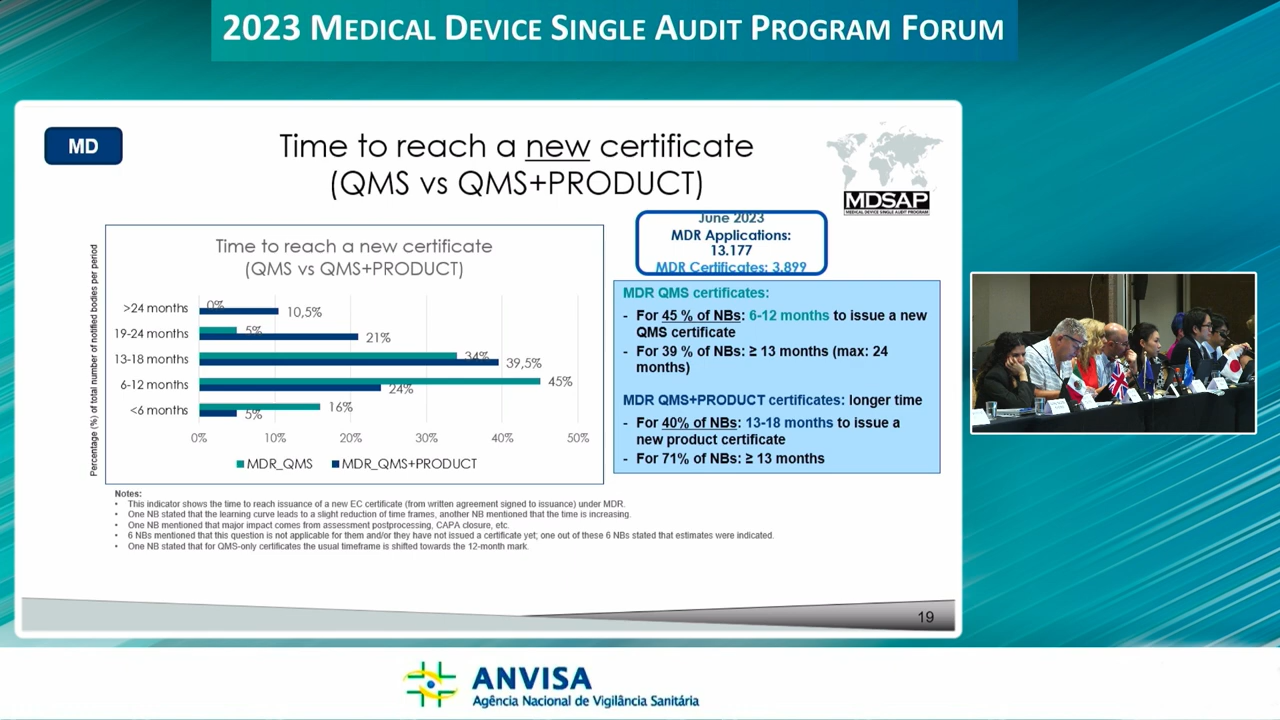 2023 MEDICAL DEVICE SINGLE AUDIT PROGRAM FORUM
MD
Time to reach a new certificate
(QMS vs QMS+PRODUCT)
MDSAP
MEDICAL DEVICE SINGLE AUDIT PROGRAM
June 2023
MDR Applications:
13.177
MDR Certificates: 3.899
Time to reach a new certificate
(QMS vs QMS+PRODUCT)
Percentage (%) of total number of notified bodies per period
>24 months
0%
10,5%
19-24 months
5%
21%
13-18 months
34%
39,5%
6-12 months
45%
24%
<6 months
16%
5%
0% 10% 20% 30% 40% 50%
MDR_QMS MDR_QMS+PRODUCT
MDR QMS certificates:
- For 45 % of NBs: 6-12 months to issue a new
QMS certificate
- For 39 % of NBs: ≥ 13 months (max: 24
months)
MDR QMS+PRODUCT certificates: longer time
- For 40% of NBs: 13-18 months to issue a
new product certificate
- For 71% of NBs: ≥ 13 months
Notes:
• This indicator shows the time to reach issuance of a new EC certificate (from written agreement signed to issuance) under MDR.
• One NB stated that the learning curve leads to a slight reduction of time frames, another NB mentioned that the time is increasing.
• One NB mentioned that major impact comes from assessment postprocessing, CAPA closure, etc.
• 6 NBs mentioned that this question is not applicable for them and/or they have not issued a certificate yet; one out of these 6 NBs stated that estimates were indicated.
• One NB stated that for QMS-only certificates the usual timeframe is shifted towards the 12-month mark.
19
ANVISA
Agência Nacional de Vigilância Sanitária